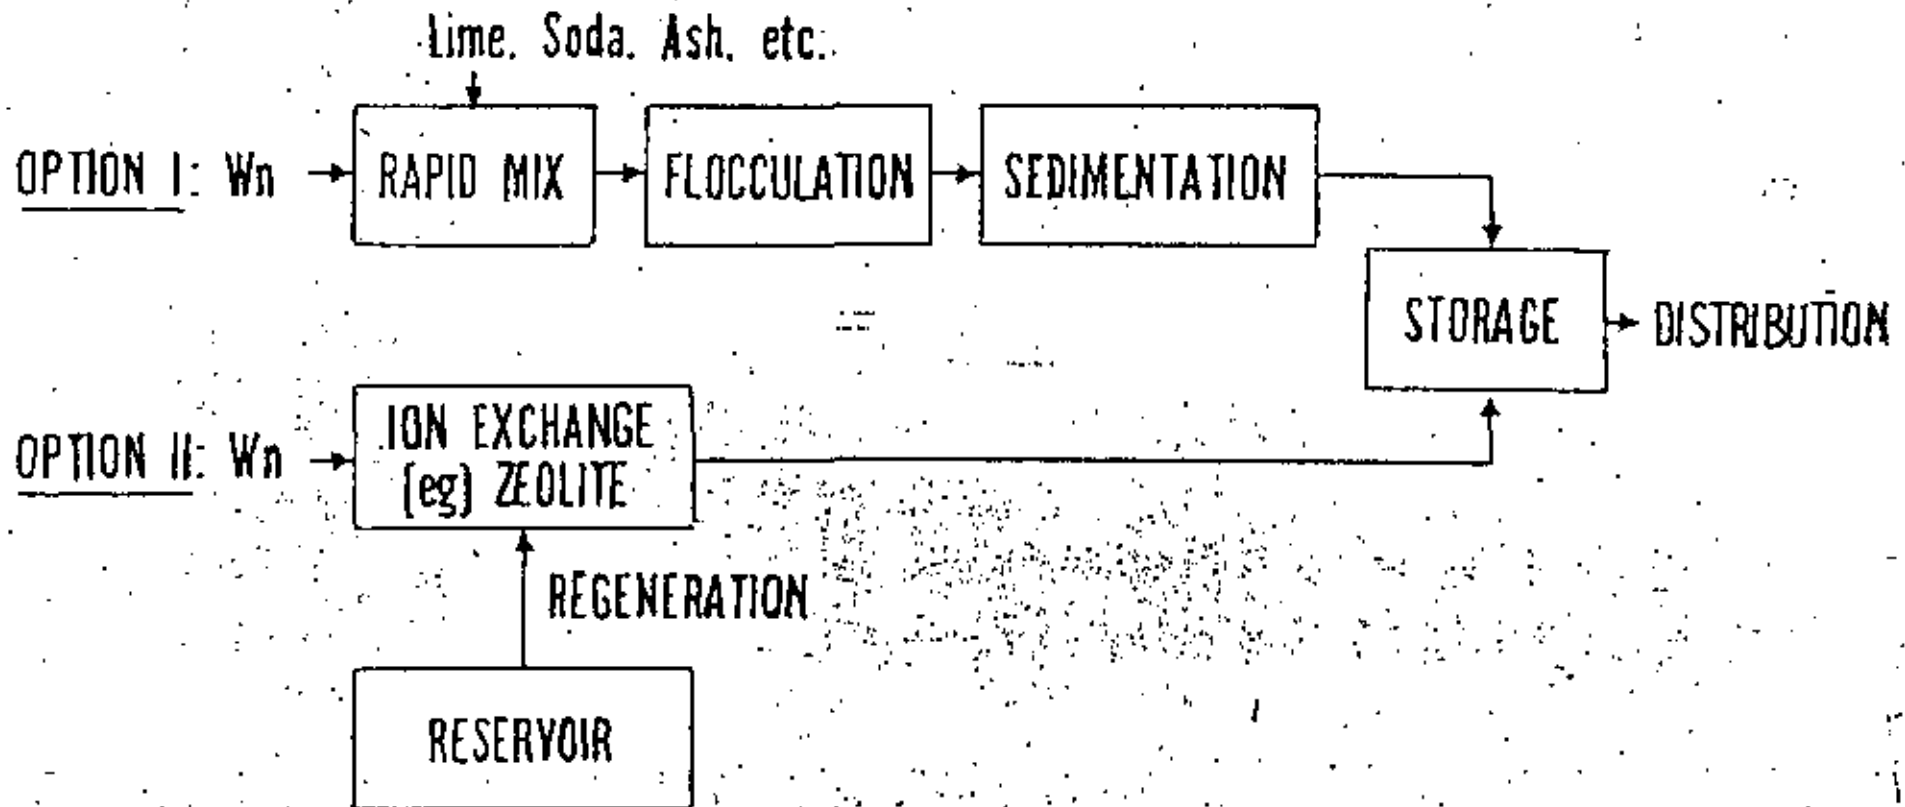 Lime. Soda. Ash. etc.
OPTION I: Wn
RAPID MIX
FLOCCULATION
SEDIMENTATION
STORAGE
DISTRIBUTION
OPTION II: Wn
ION EXCHANGE
(eg) ZEOLITE
REGENERATION
RESERVOIR